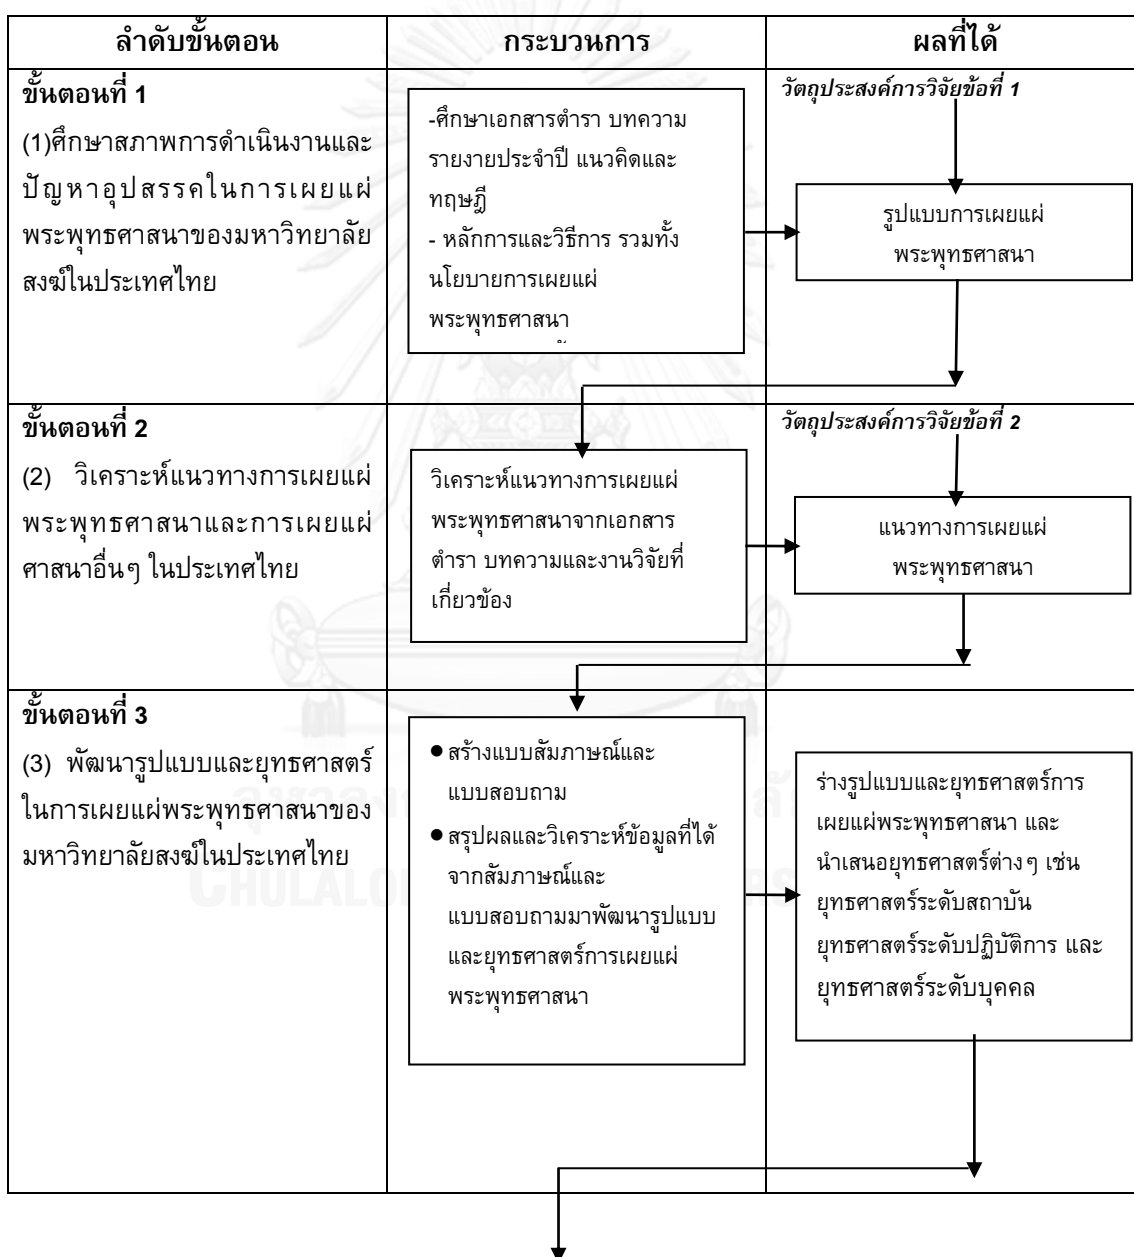 ลำดับขั้นตอน
กระบวนการ
ผลที่ได้
ขั้นตอนที่ 1
(1)ศึกษาสภาพการดำเนินงานและ
ปัญหาอุปสรรคในการเผยแผ่
พระพุทธศาสนาของมหาวิทยาลัย
สงฆ์ในประเทศไทย
-ศึกษาเอกสารตำรา บทความ
รายงายประจำปี แนวคิดและ
ทฤษฎี
- หลักการและวิธีการ รวมทั้ง
นโยบายการเผยแผ่
พระพุทธศาสนา
วัตถุประสงค์การวิจัยข้อที่ 1
รูปแบบการเผยแผ่
พระพุทธศาสนา
ขั้นตอนที่ 2
(2) วิเคราะห์แนวทางการเผยแผ่
พระพุทธศาสนาและการเผยแผ่
ศาสนาอื่นๆ ในประเทศไทย
วิเคราะห์แนวทางการเผยแผ่
พระพุทธศาสนาจากเอกสาร
ตำรา บทความและงานวิจัยที่
เกี่ยวข้อง
วัตถุประสงค์การวิจัยข้อที่ 2
แนวทางการเผยแผ่
พระพุทธศาสนา
ขั้นตอนที่ 3
(3) พัฒนารูปแบบและยุทธศาสตร์
ในการเผยแผ่พระพุทธศาสนาของ
มหาวิทยาลัยสงฆ์ในประเทศไทย
● สร้างแบบสัมภาษณ์และ
แบบสอบถาม
● สรุปผลและวิเคราะห์ข้อมูลที่ได้
จากสัมภาษณ์และ
แบบสอบถามมาพัฒนารูปแบบ
และยุทธศาสตร์การเผยแผ่
พระพุทธศาสนา
ร่างรูปแบบและยุทธศาสตร์การ
เผยแผ่พระพุทธศาสนา และ
นำเสนอยุทธศาสตร์ต่างๆ เช่น
ยุทธศาสตร์ระดับสถาบัน
ยุทธศาสตร์ระดับปฏิบัติการ และ
ยุทธศาสตร์ระดับบุคคล